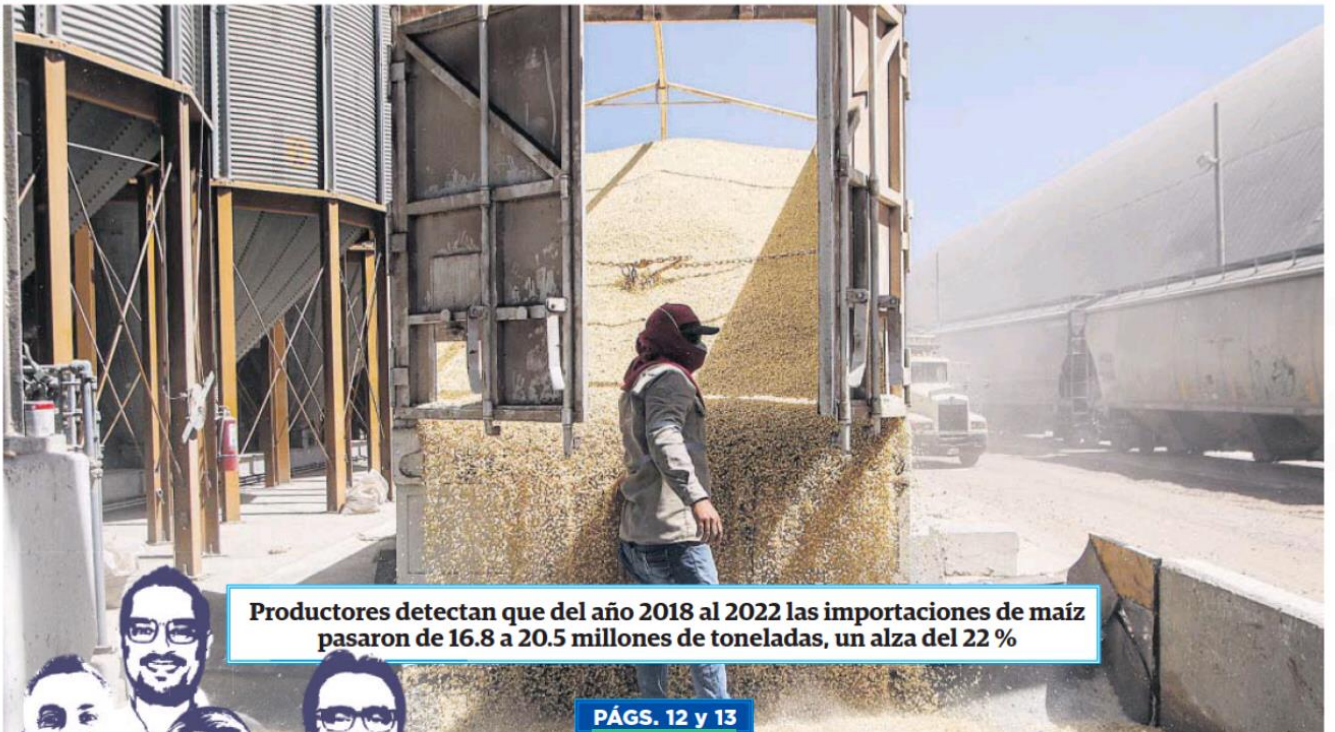 Productores detectan que del año 2018 al 2022 las importaciones de maíz
pasaron de 16.8 a 20.5 millones de toneladas, un alza del 22 %
PÁGS. 12 y 13